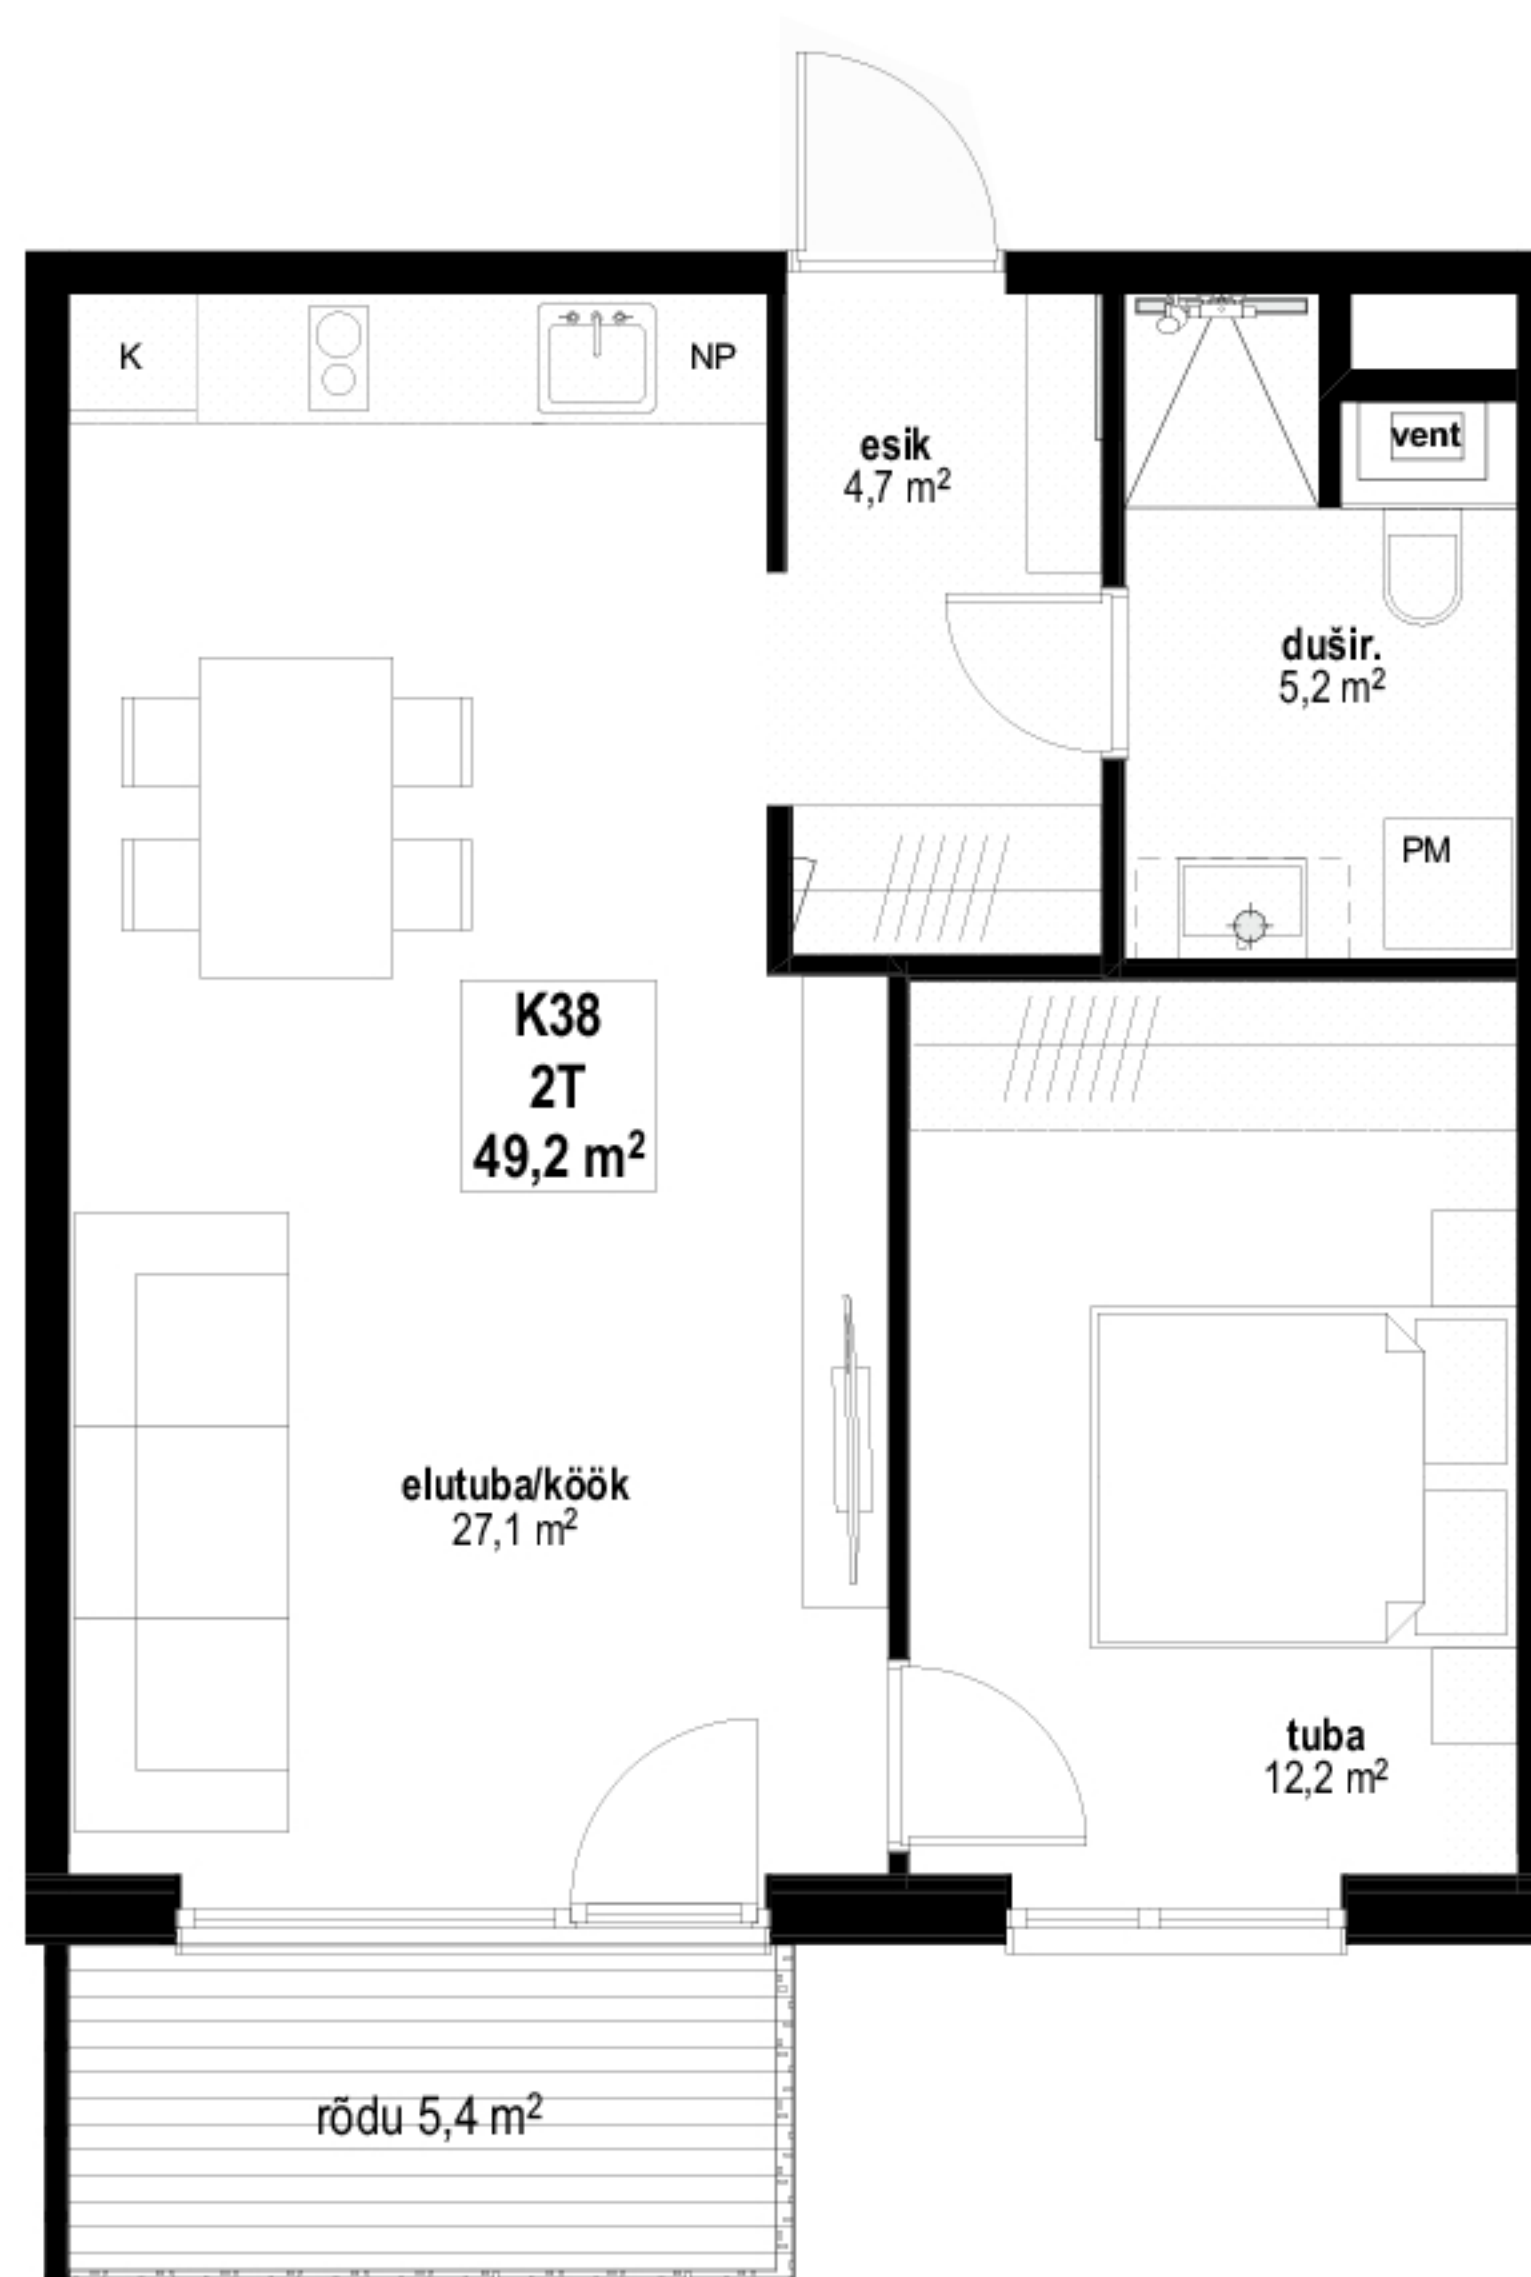 K
NP
esik
4,7 m²
vent
dušir.
5,2 m²
PM
K38
2T
49,2 m²
elutuba/köök
27,1 m²
tuba
12,2 m²
rõdu 5,4 m²